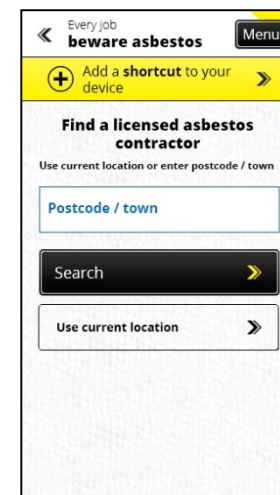 Every job
beware asbestos
Menu
Add a shortcut to your
device
Find a licensed asbestos
contractor
Use current location or enter postcode / town
Postcode / town
Search
Use current location